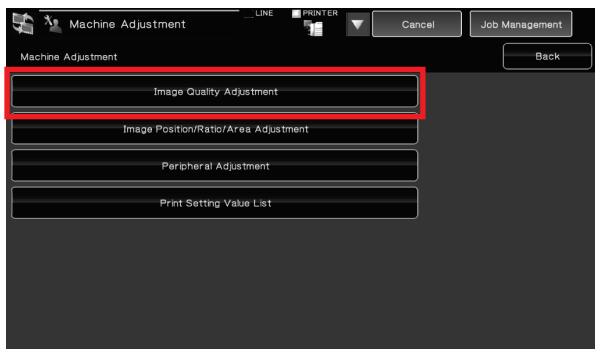 Machine Adjustment
LINE
PRINTER
Cancel
Job Management
Machine Adjustment
Back
Image Quality Adjustment
Image Position/Ratio/Area Adjustment
Peripheral Adjustment
Print Setting Value List